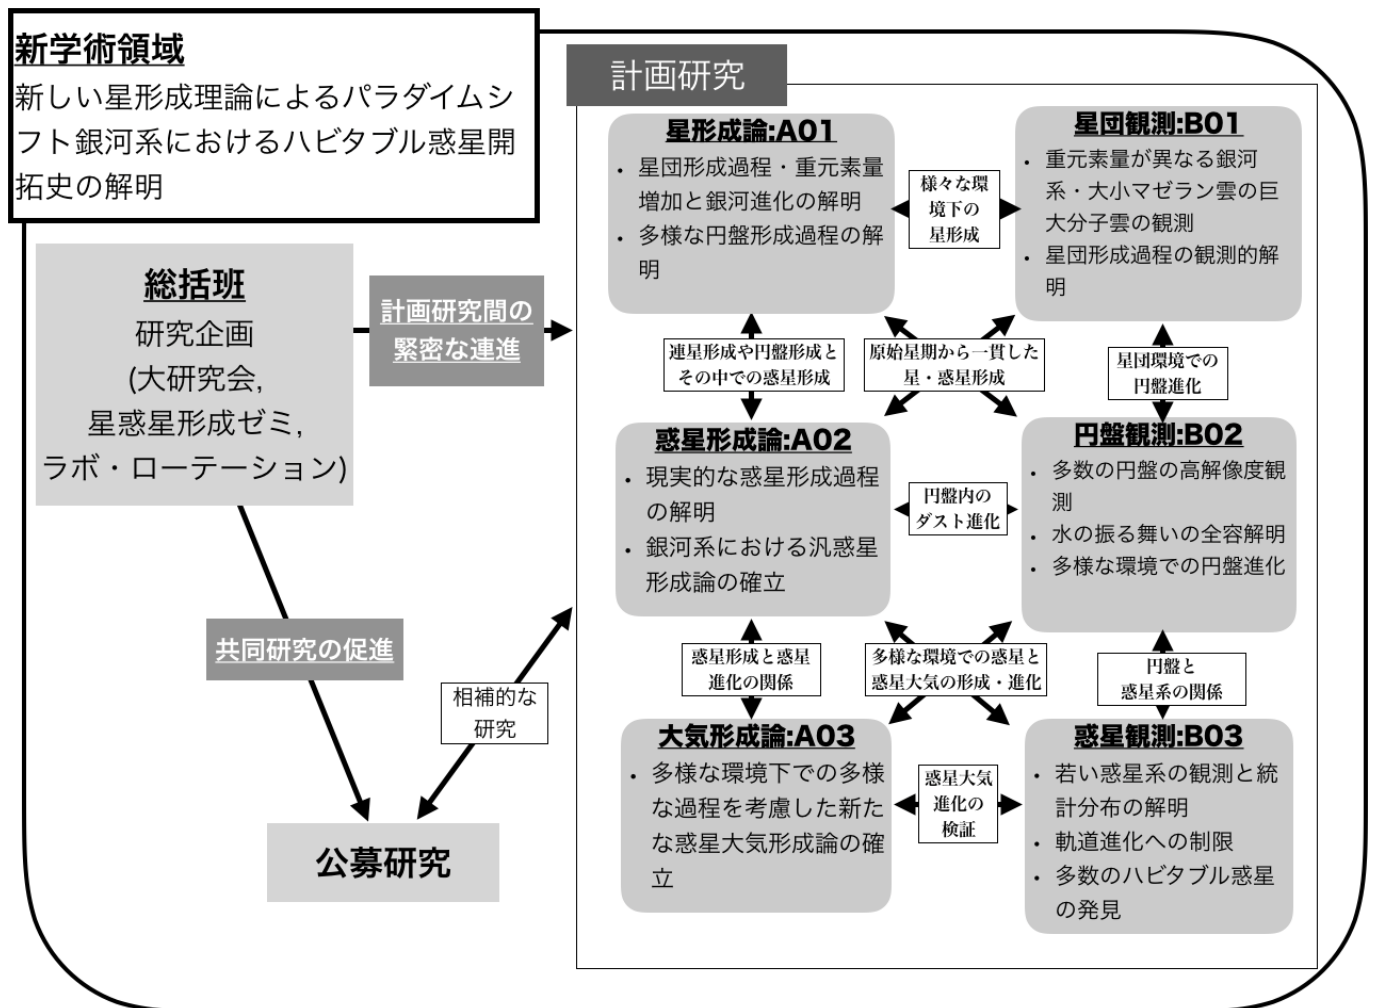 新学術領域
新しい星形成理論によるパラダイムシ
フト銀河系におけるハビタブル惑星開
拓史の解明
総括班
研究企画
(大研究会,
星惑星形成ゼミ,
ラボ・ローテーション)
計画研究間の
緊密な連進
共同研究の促進
相補的な
研究
公募研究
計画研究
星形成論:A01
・星団形成過程・重元素量
増加と銀河進化の解明
・多様な円盤形成過程の解
明
様々な環
境下の
星形成
星団観測:B01
・重元素量が異なる銀河
系・大小マゼラン雲の巨
大分子雲の観測
・星団形成過程の観測的解
明
連星形成や円盤形成と
その中での惑星形成
原始星期から一貫した
星・惑星形成
星団環境での
円盤進化
惑星形成論:A02
・現実的な惑星形成過程
の解明
・銀河系における汎惑星
形成論の確立
円盤内の
ダスト進化
円盤観測:B02
・多数の円盤の高解像度観
測
・水の振る舞いの全容解明
・多様な環境での円盤進化
惑星形成と惑星
進化の関係
多様な環境での惑星と
惑星大気の形成・進化
円盤と
惑星系の関係
大気形成論:A03
・多様な環境下での多様
な過程を考慮した新た
な惑星大気形成論の確
立
惑星大気
進化の
検証
惑星観測:B03
・若い惑星系の観測と統
計分布の解明
・軌道進化への制限
・多数のハビタブル惑星
の発見